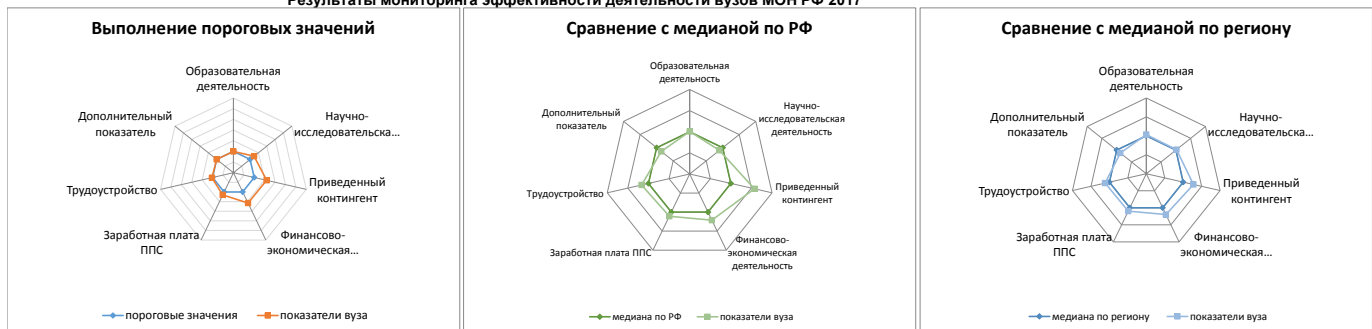 Результаты мониторинга эффективности деятельности вузов МОН РФ 2017
Выполнение пороговых значений
Образовательная
деятельность
Научно-
исследовательска...
Приведенный
контингент
Финансово-
экономическая...
Заработная плата
ППС
Трудоустройство
Дополнительный
показатель
пороговые значения
показатели вуза
Сравнение с медианой по РФ
Образовательная
деятельность
Научно-
исследовательская
деятельность
Приведенный
контингент
Финансово-
экономическая
деятельность
Заработная плата ППС
Трудоустройство
Дополнительный
показатель
медиана по РФ
показатели вуза
Сравнение с медианой по региону
Образовательная
деятельность
Научно-
исследовательска...
Приведенный
контингент
Финансово-
экономическая...
Заработная плата
ППС
Трудоустройство
Дополнительный
показатель
медиана по региону
показатели вуза